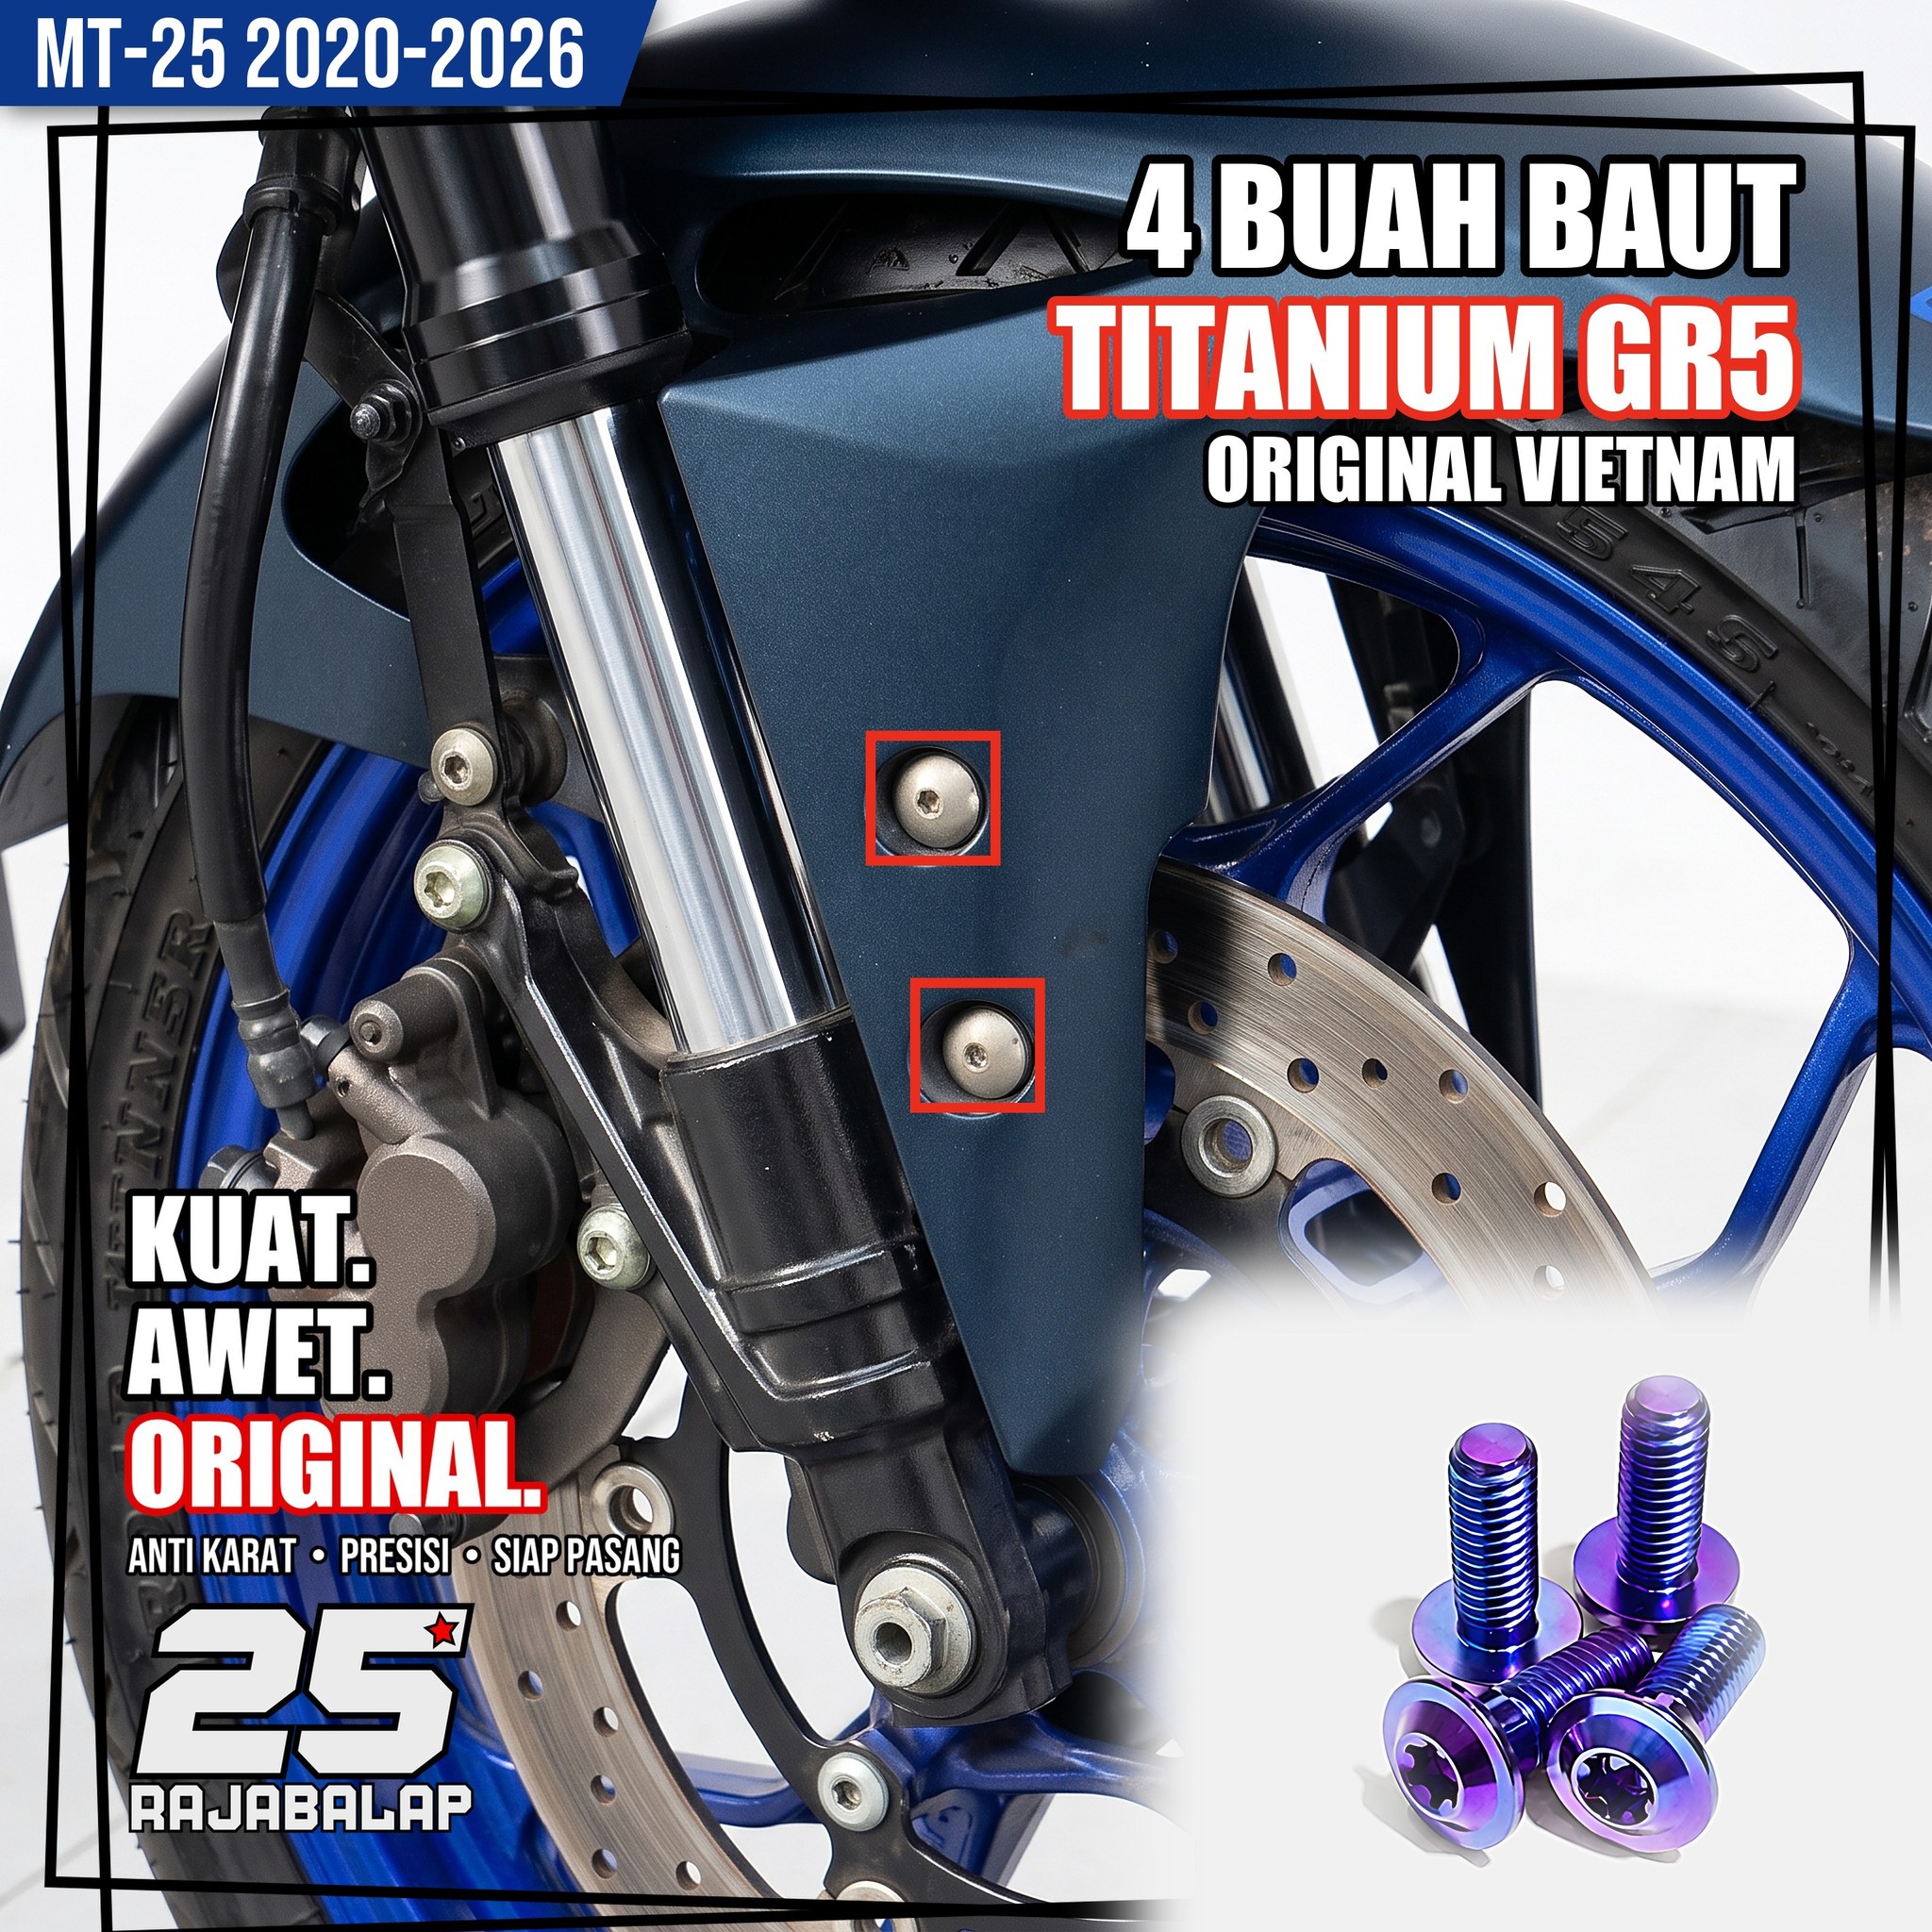 MT-25 2020-2026
4 BUAH BAUT
TITANIUM GR5
ORIGINAL VIETNAM
54S
KUAT.
AWET.
ORIGINAL.
ANTI KARAT • PRESISI • SIAP PASANG
25
RAJABALAP